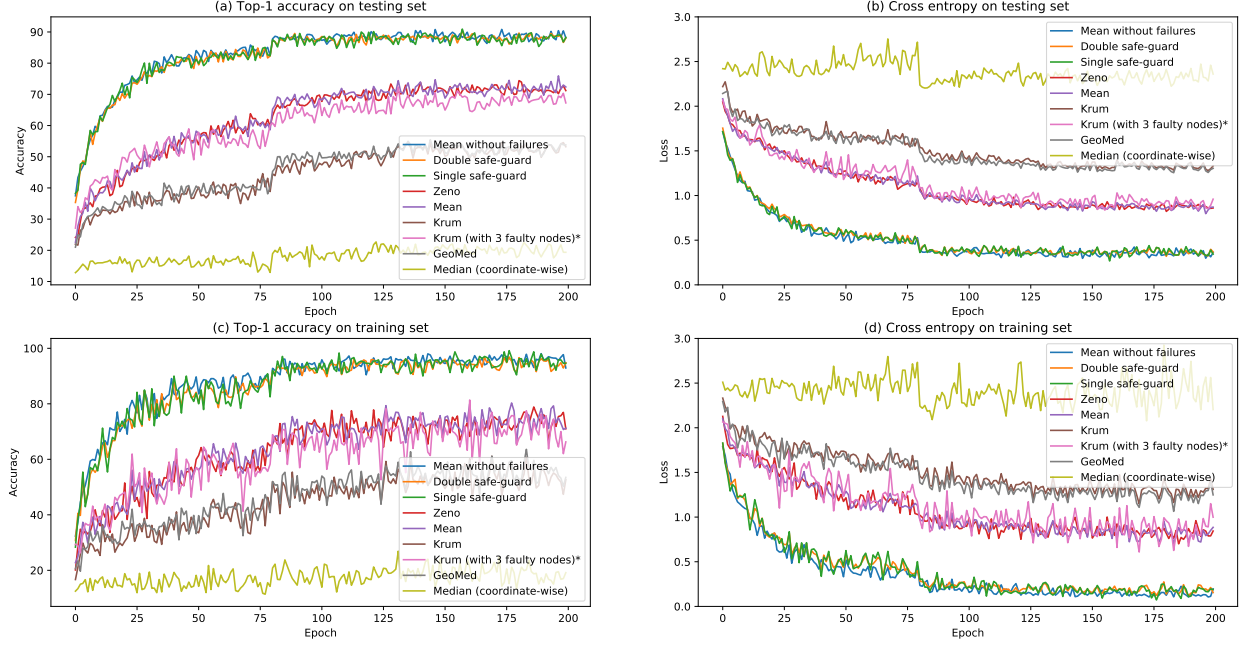 (a) Top-1 accuracy on testing set
90
80
70
60
50
40
30
20
10
Accuracy
Mean without failures
Double safe-guard
Single safe-guard
Zeno
Mean
Krum
Krum (with 3 faulty nodes)*
GeoMed
Median (coordinate-wise)
0 25 50 75 100 125 150 175 200
Epoch
(b) Cross entropy on testing set
3.0
2.5
2.0
1.5
1.0
0.5
0.0
Loss
Mean without failures
Double safe-guard
Single safe-guard
Zeno
Mean
Krum
Krum (with 3 faulty nodes)*
GeoMed
Median (coordinate-wise)
0 25 50 75 100 125 150 175 200
Epoch
(c) Top-1 accuracy on training set
100
80
60
40
20
Accuracy
Mean without failures
Double safe-guard
Single safe-guard
Zeno
Mean
Krum
Krum (with 3 faulty nodes)*
GeoMed
Median (coordinate-wise)
0 25 50 75 100 125 150 175 200
Epoch
(d) Cross entropy on training set
3.0
2.5
2.0
1.5
1.0
0.5
0.0
Loss
Mean without failures
Double safe-guard
Single safe-guard
Zeno
Mean
Krum
Krum (with 3 faulty nodes)*
GeoMed
Median (coordinate-wise)
0 25 50 75 100 125 150 175 200
Epoch